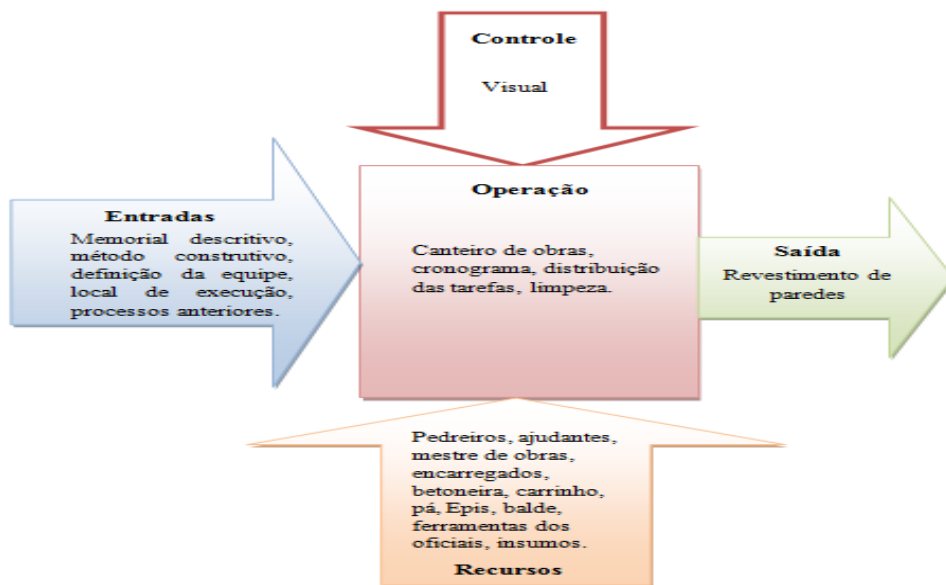 Controle
Visual
Entradas
Memorial descritivo,
método construtivo,
definição da equipe,
local de execução,
processos anteriores.
Operação
Canteiro de obras,
cronograma, distribuição
das tarefas, limpeza.
Saída
Revestimento de
paredes
Pedreiros, ajudantes,
mestre de obras,
encarregados,
betoneira, carrinho,
pá, Epis, balde,
ferramentas dos
oficiais, insumos.
Recursos